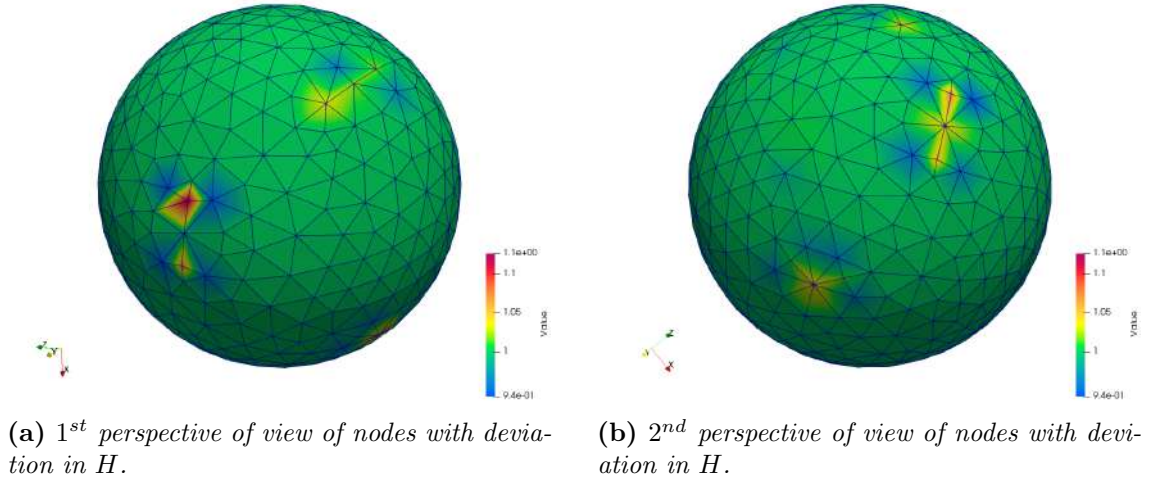 1.1e+00
1.1
1.05
1
9.4e-01
Value
Z
Y
X
1.1e+00
1.1
1.05
1
9.4e-01
Value
Z
Y
X
(a) 1st perspective of view of nodes with devia-
tion in H.
(b) 2nd perspective of view of nodes with devi-
ation in H.